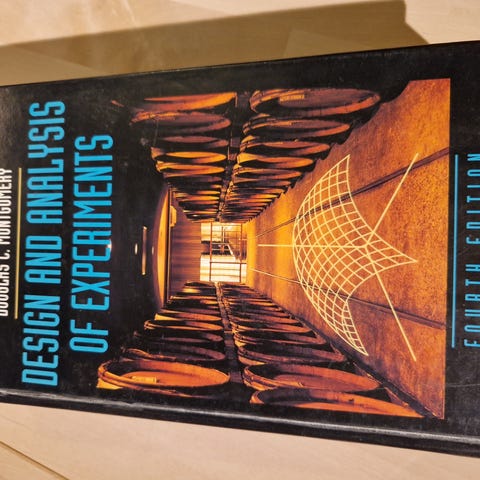 DOUGLAS C. MONTGOMERY
DESIGN AND ANALYSIS
OF EXPERIMENTS
FOURTH EDITION